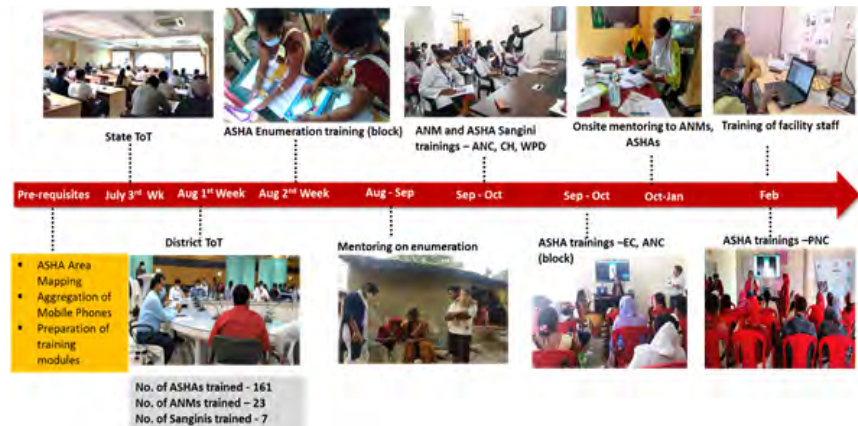 State ToT
ASHA Enumeration training (block)
ANM and ASHA Sangini
trainings – ANC, CH, WPD
Onsite mentoring to ANMs,
ASHAs
Training of facility staff
Pre-requisites
July 3rd Wk
Aug 1st Week
Aug 2nd Week
Aug - Sep
Sep - Oct
Sep - Oct
Oct-Jan
Feb
ASHA Area
Mapping
Aggregation of
Mobile Phones
Preparation of
training
modules
District ToT
Mentoring on enumeration
ASHA trainings –EC, ANC
(block)
ASHA trainings –PNC
No. of ASHAs trained - 161
No. of ANMs trained – 23
No. of Sanginis trained - 7